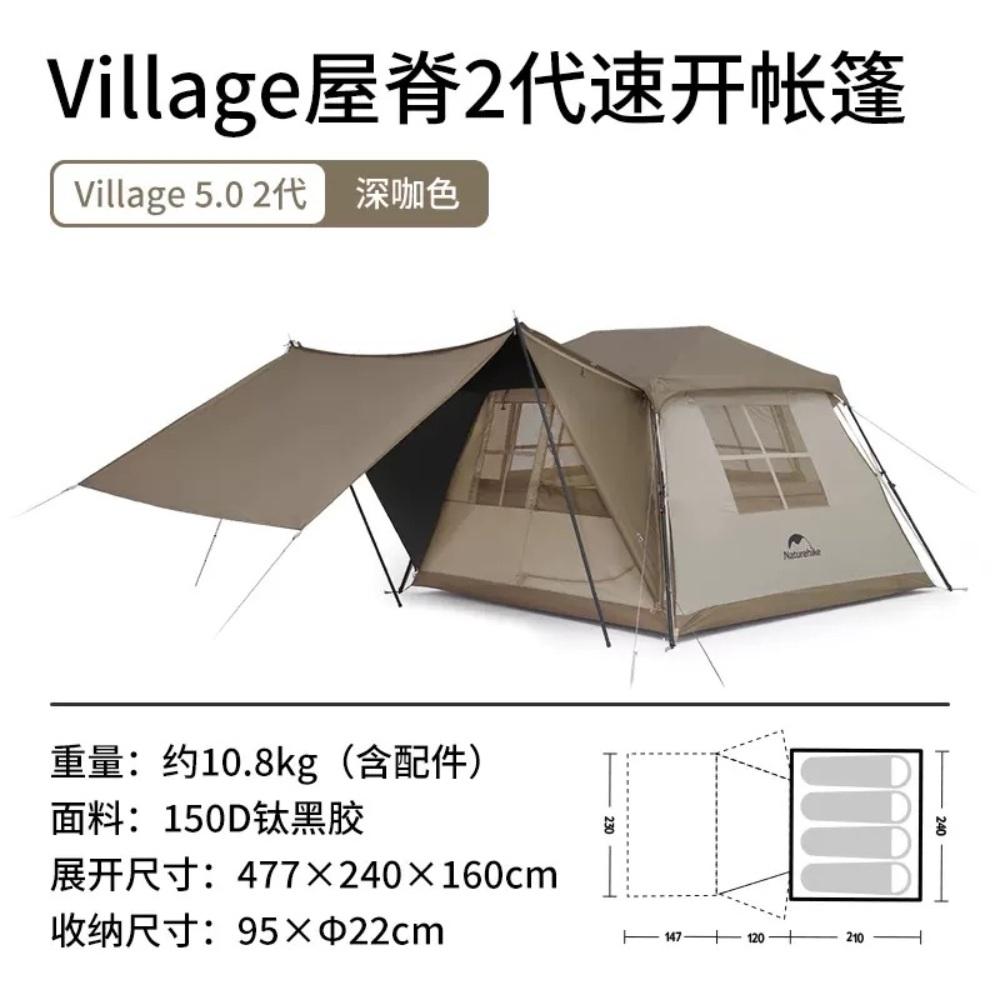 Village屋脊2代速开帐篷
Village 5.0 2代 深咖色
Naturehike
重量：约10.8kg（含配件）
面料：150D钛黑胶
展开尺寸：477×240×160cm
收纳尺寸：95×Φ22cm
230
240
147 120 210